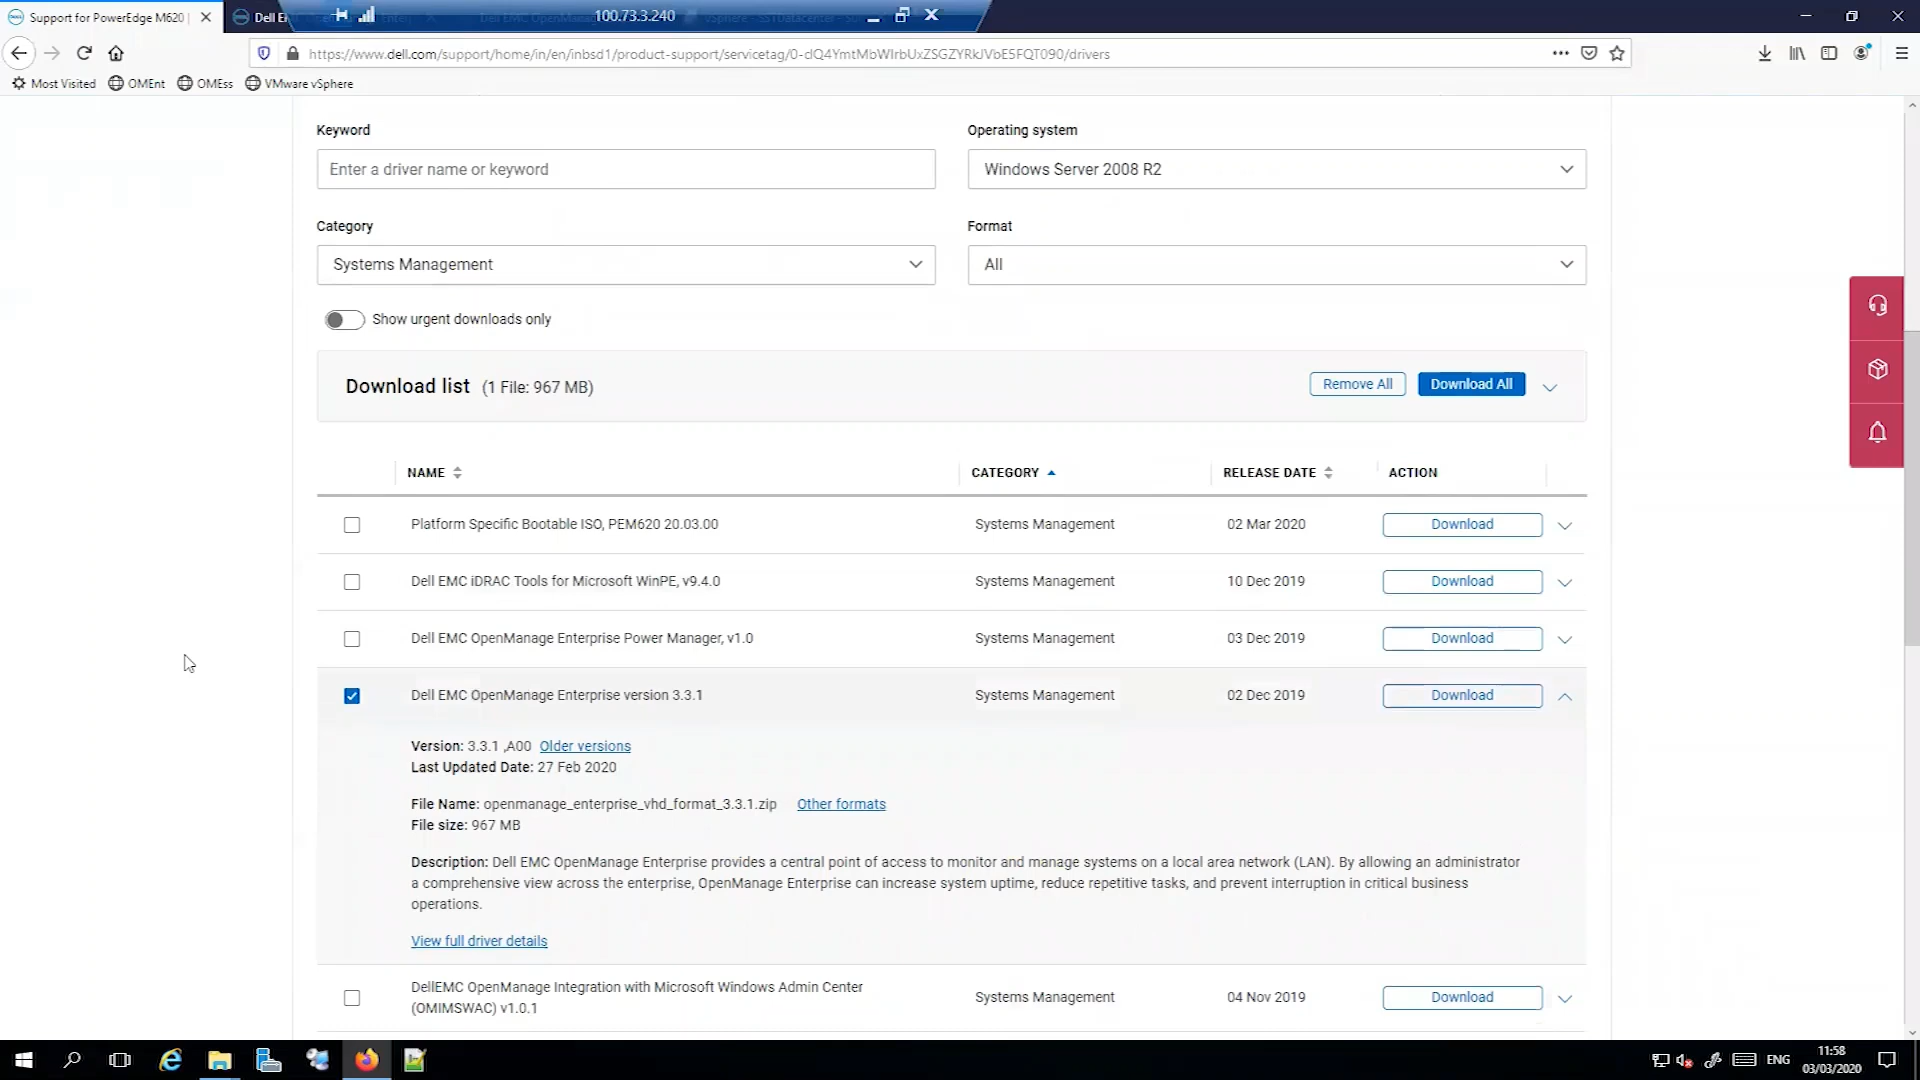 Support for PowerEdge M620 |
Dell E
100.73.3.240
https://www.dell.com/support/home/in/en/inbsd1/product-support/servicetag/0-clQ4YmtMbWIrbUxZSGZYRkJVbE5FQT090/drivers
Most Visited
OMEnt
OMEss
VMware vSphere
Keyword
Operating system
Enter a driver name or keyword
Windows Server 2008 R2
Category
Format
Systems Management
All
Show urgent downloads only
Download list (1 File: 967 MB)
Remove All
Download All
NAME
CATEGORY
RELEASE DATE
ACTION
Platform Specific Bootable ISO, PEM620 20.03.00
Systems Management
02 Mar 2020
Download
Dell EMC iDRAC Tools for Microsoft WinPE, v9.4.0
Systems Management
10 Dec 2019
Download
Dell EMC OpenManage Enterprise Power Manager, v1.0
Systems Management
03 Dec 2019
Download
Dell EMC OpenManage Enterprise version 3.3.1
Systems Management
02 Dec 2019
Download
Version: 3.3.1 ,A00 Older versions
Last Updated Date: 27 Feb 2020
File Name: openmanage_enterprise_vhd_format_3.3.1.zip Other formats
File size: 967 MB
Description: Dell EMC OpenManage Enterprise provides a central point of access to monitor and manage systems on a local area network (LAN). By allowing an administrator
a comprehensive view across the enterprise, OpenManage Enterprise can increase system uptime, reduce repetitive tasks, and prevent interruption in critical business
operations.
View full driver details
DellEMC OpenManage Integration with Microsoft Windows Admin Center
(OMIMSWAC) v1.0.1
Systems Management
04 Nov 2019
Download
ENG
11:58
03/03/2020